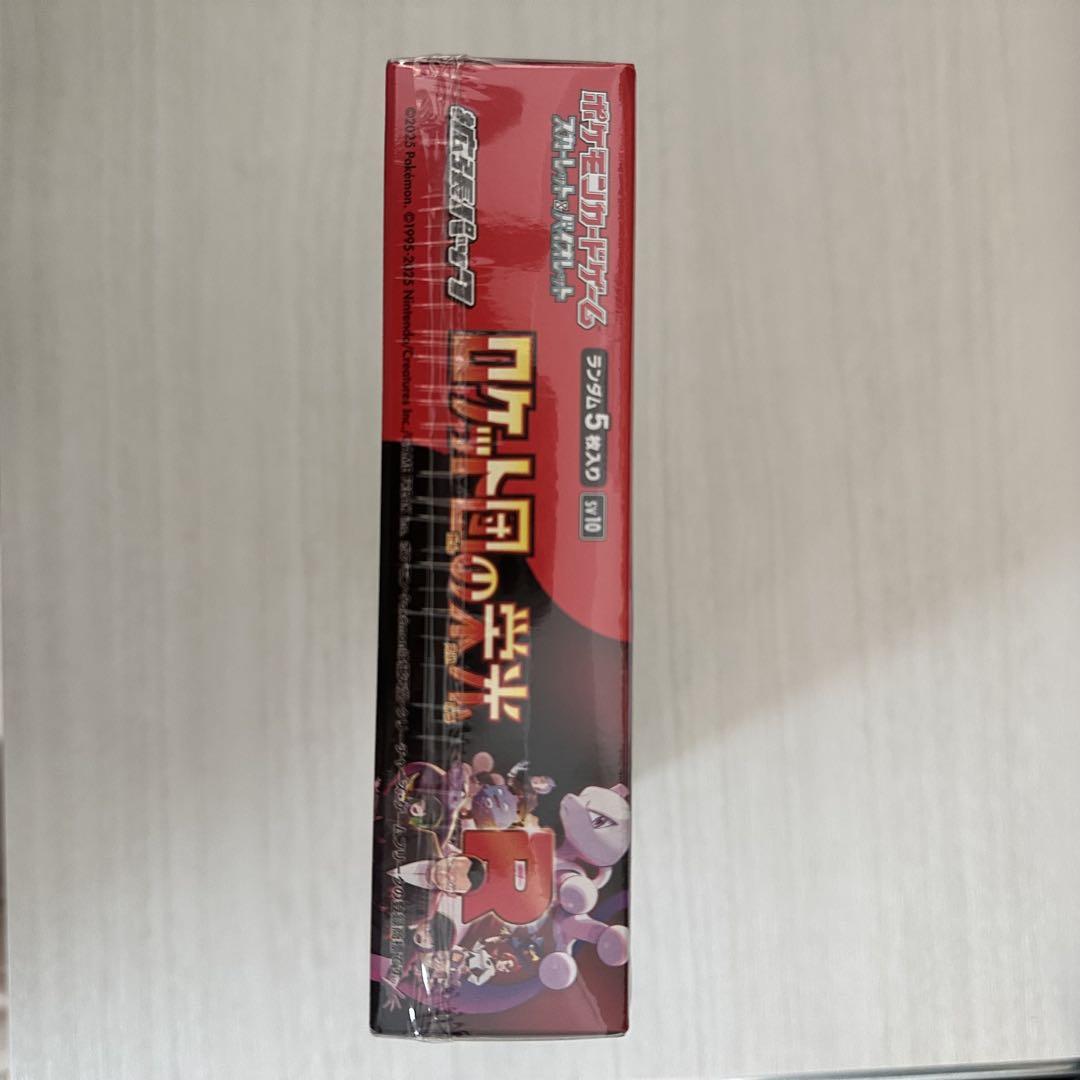 ポケモンカードゲーム
スカーレット&バイオレット
ランダム5枚入り
SV10
拡張パック
ロケット団の栄光
R
©2025 Pokémon. ©1995-2125 Nintendo/Creatures Inc.